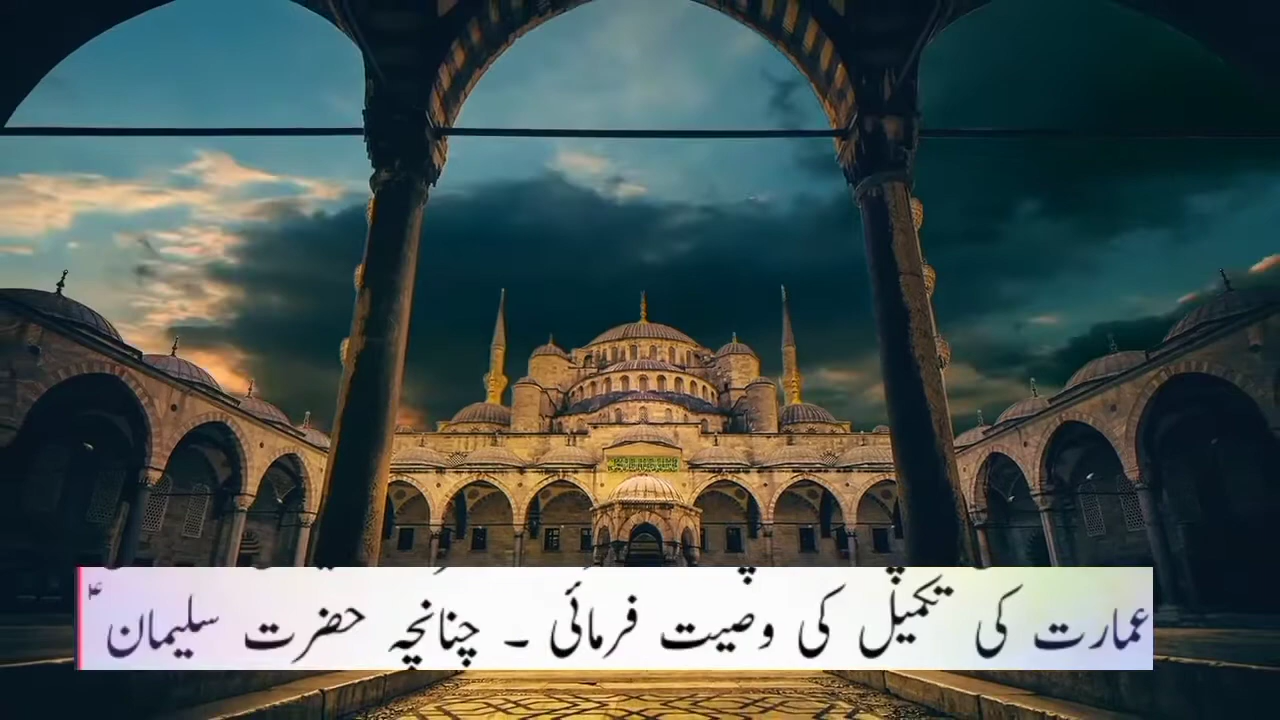 عمارت کی تکمیل کی وصیت فرمائی ۔ چنانچہ حضرت سلیمان ؑ